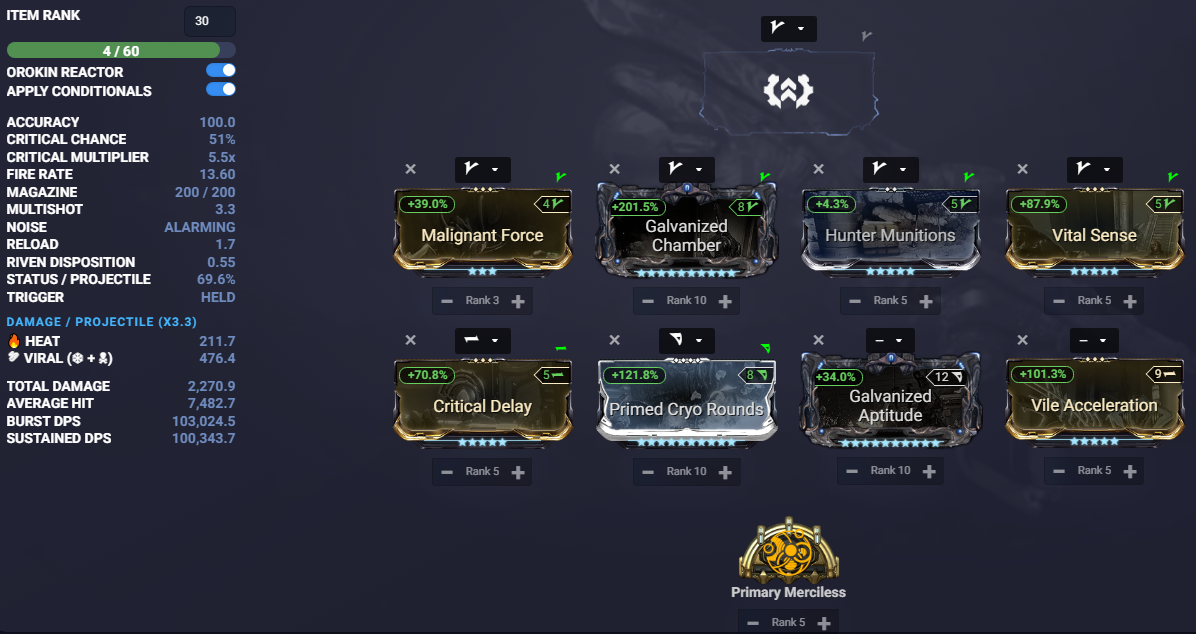 ITEM RANK 30
4 / 60
OROKIN REACTOR
APPLY CONDITIONALS
ACCURACY 100.0
CRITICAL CHANCE 51%
CRITICAL MULTIPLIER 5.5x
FIRE RATE 13.60
MAGAZINE 200 / 200
MULTISHOT 3.3
NOISE ALARMING
RELOAD 1.7
RIVEN DISPOSITION 0.55
STATUS / PROJECTILE 69.6%
TRIGGER HELD
DAMAGE / PROJECTILE (X3.3)
HEAT 211.7
VIRAL ( + ) 476.4
TOTAL DAMAGE 2,270.9
AVERAGE HIT 7,482.7
BURST DPS 103,024.5
SUSTAINED DPS 100,343.7
+39.0% 4
Malignant Force
Rank 3
+201.5% 8
Galvanized
Chamber
Rank 10
+4.3% 5
Hunter Munitions
Rank 5
+87.9% 5
Vital Sense
Rank 5
+70.8% 5
Critical Delay
Rank 5
+121.8% 8
Primed Cryo Rounds
Rank 10
+34.0% 12
Galvanized
Aptitude
Rank 10
+101.3% 9
Vile Acceleration
Rank 5
Primary Merciless
Rank 5